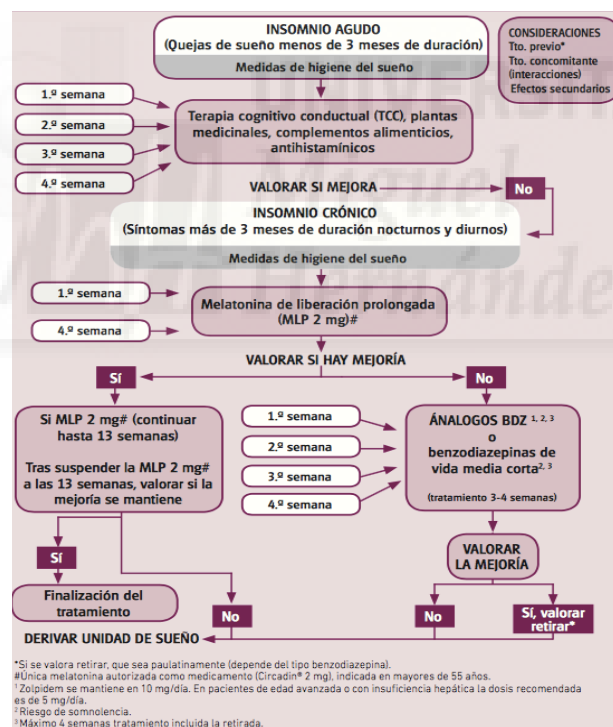 INSOMNIO AGUDO
(Quejas de sueño menos de 3 meses de duración)
Medidas de higiene del sueño
CONSIDERACIONES
Tto. previo*
Tto. concomitante
(interacciones)
Efectos secundarios
1.ª semana
2.ª semana
3.ª semana
4.ª semana
Terapia cognitivo conductual (TCC), plantas
medicinales, complementos alimenticios,
antihistamínicos
VALORAR SI MEJORA
No
INSOMNIO CRÓNICO
(Síntomas más de 3 meses de duración nocturnos y diurnos)
Medidas de higiene del sueño
1.ª semana
4.ª semana
Melatonina de liberación prolongada
(MLP 2 mg)#
VALORAR SI HAY MEJORÍA
Sí
No
Si MLP 2 mg# (continuar
hasta 13 semanas)
Tras suspender la MLP 2 mg#
a las 13 semanas, valorar si la
mejoría se mantiene
1.ª semana
2.ª semana
3.ª semana
4.ª semana
ÁNALOGOS BDZ 1, 2, 3
o
benzodiazepinas de
vida media corta2, 3
(tratamiento 3-4 semanas)
Sí
Finalización del
tratamiento
No
VALORAR
LA MEJORÍA
No
Sí, valorar
retirar*
DERIVAR UNIDAD DE SUEÑO
*Si se valora retirar, que sea paulatinamente (depende del tipo benzodiazepina).
#Única melatonina autorizada como medicamento (Circadin® 2 mg), indicada en mayores de 55 años.
1 Zolpidem se mantiene en 10 mg/día. En pacientes de edad avanzada o con insuficiencia hepática la dosis recomendada
es de 5 mg/día.
2 Riesgo de somnolencia.
3 Máximo 4 semanas tratamiento incluida la retirada.
UNIVERSIT
Miguel
Hernández